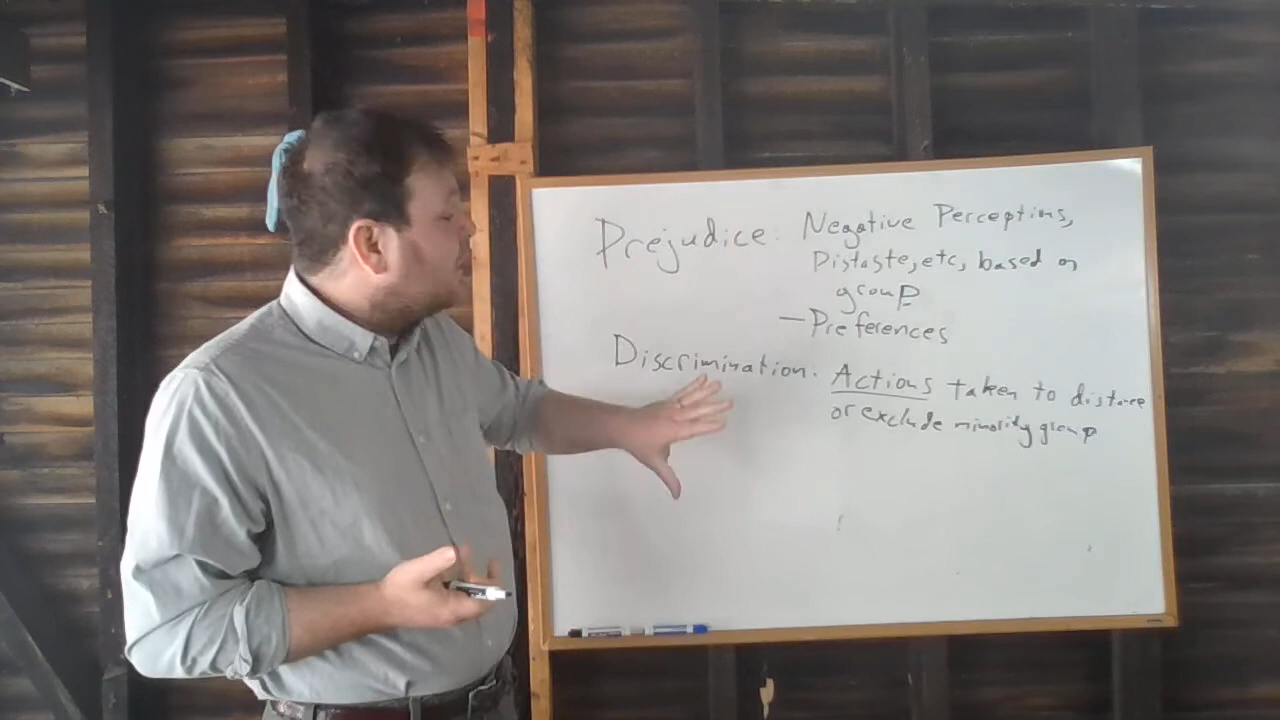 Prejudice: Negative Perceptions,
Distaste, etc, based on
group
- Preferences
Discrimination: Actions taken to distance
or exclude minority group